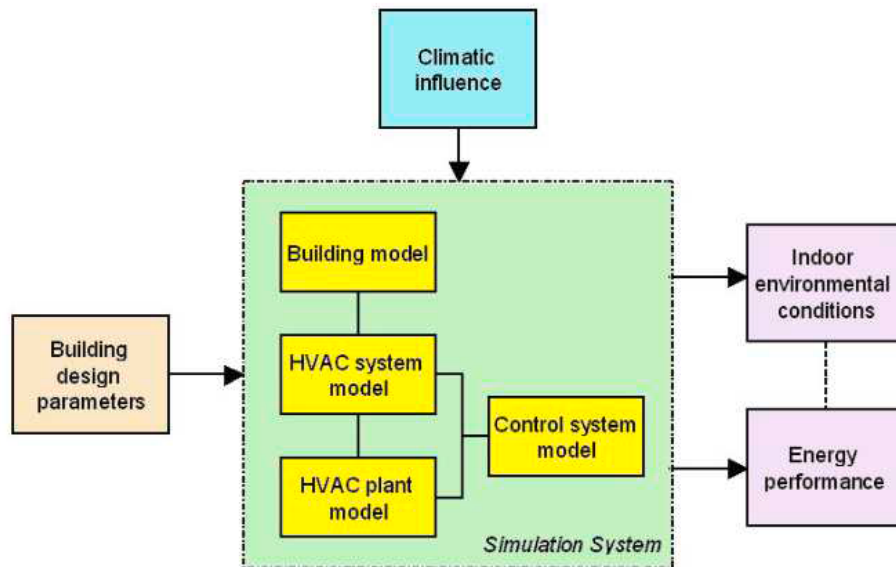 Climatic
influence
Building model
Indoor
environmental
conditions
Building
design
parameters
HVAC system
model
Control system
model
HVAC plant
model
Energy
performance
Simulation System